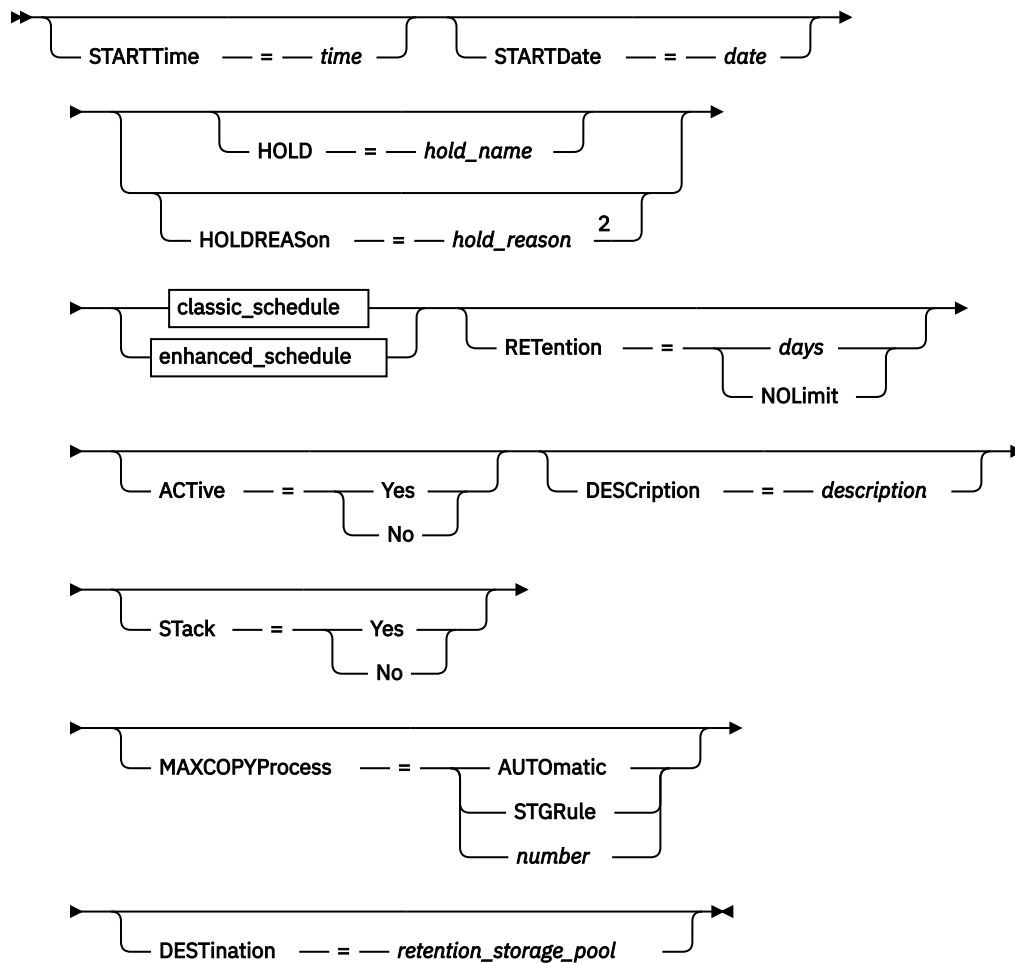 STARTTime = time STARTDate = date
HOLD = hold_name
HOLDREASon = hold_reason 2
classic_schedule
enhanced_schedule
RETention = days
NOLimit
ACTive = Yes
No
DESCription = description
STack = Yes
No
MAXCOPYProcess = AUTOmatic
STGRule
number
DESTination = retention_storage_pool